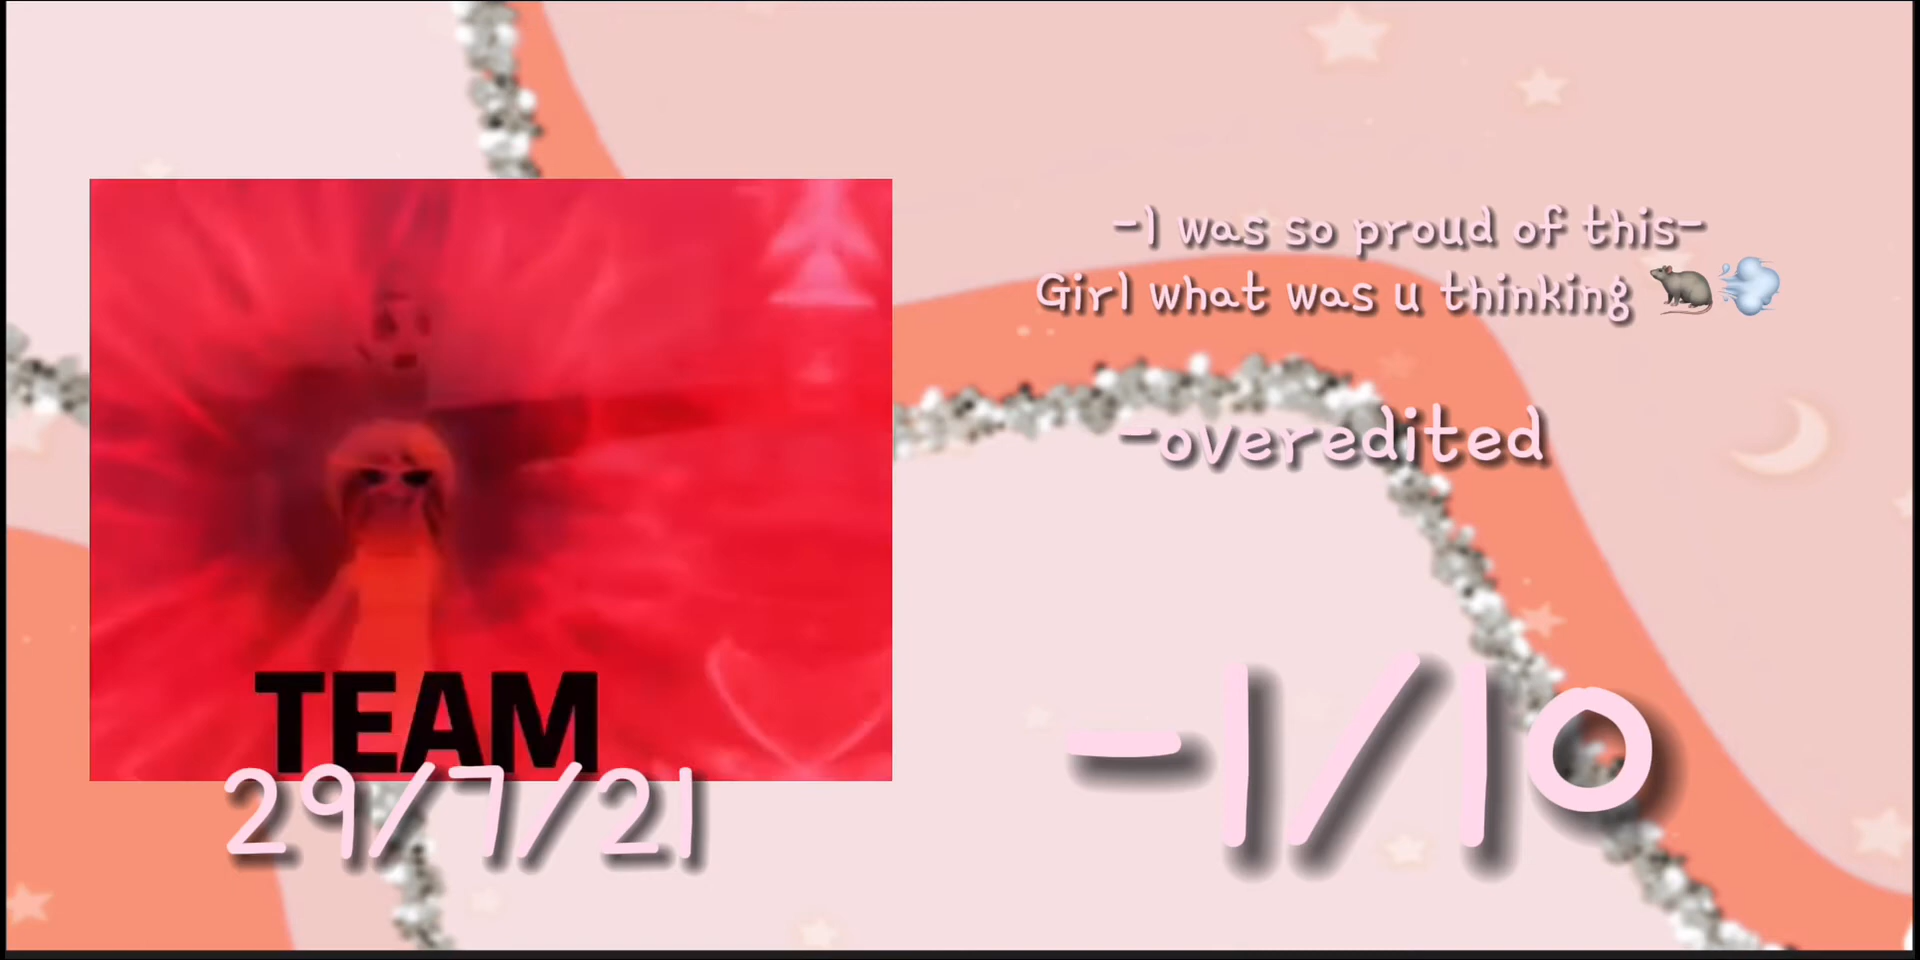 -I was so proud of this-
Girl what was u thinking 🐀💨
-overedited
TEAM
29/7/21
-1/10